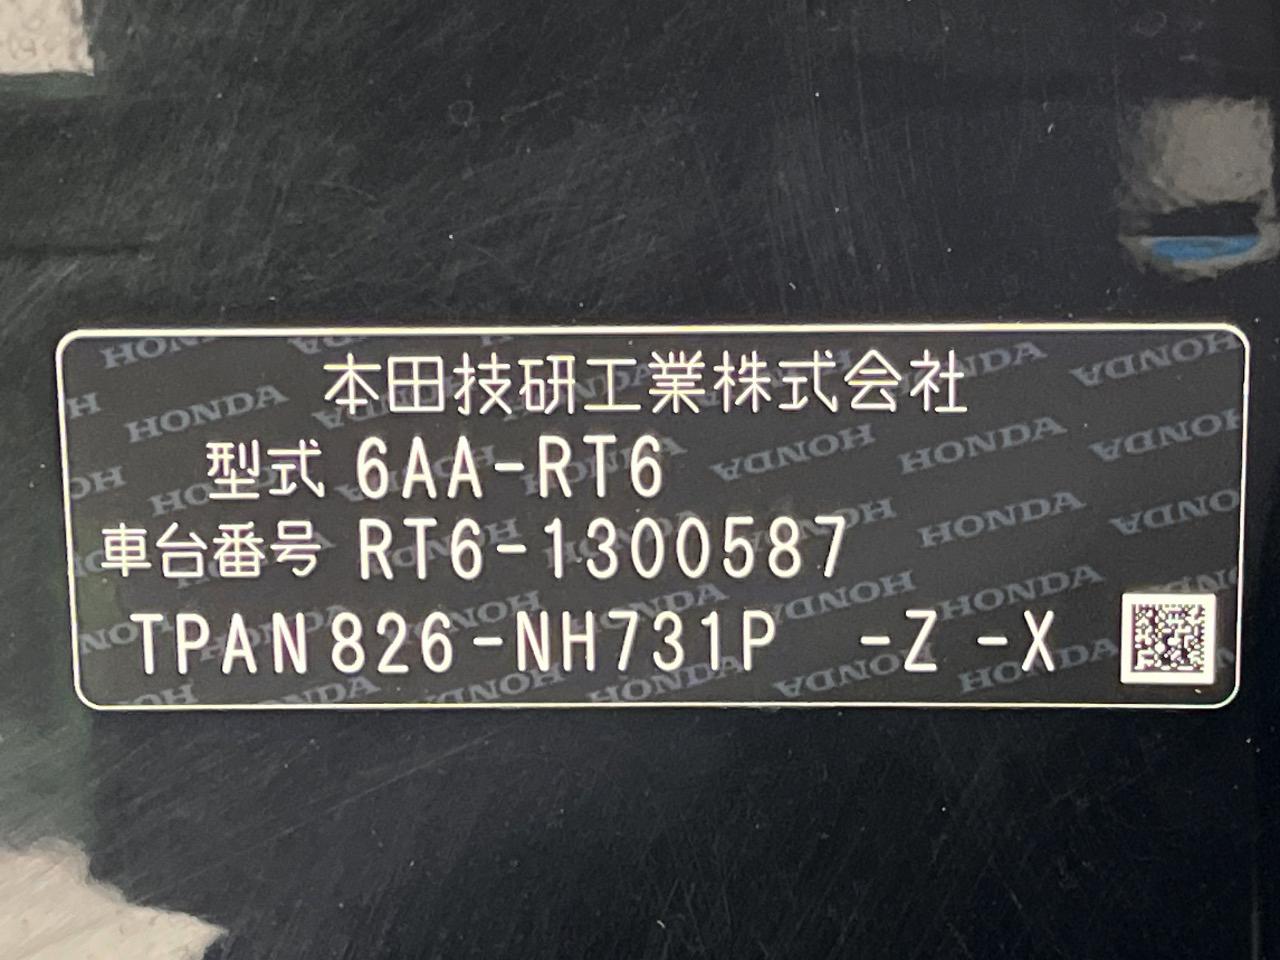 本田技研工業株式会社
型式 6AA-RT6
車台番号 RT6-1300587
TPAN826-NH731P -Z -X